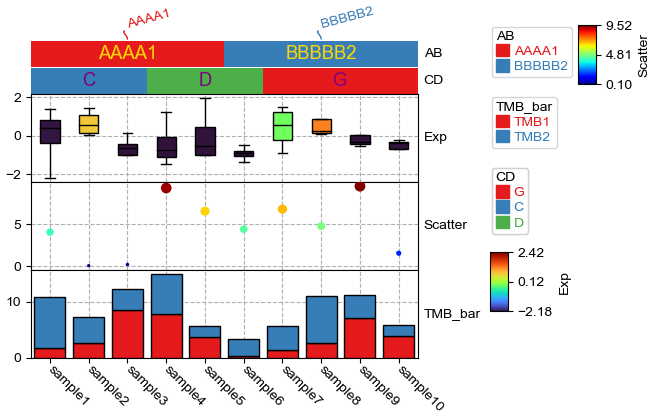 AAAA1
BBBBB2
AAAA1
BBBBB2
AB
C
D
G
CD
2
0
−2
Exp
5
0
Scatter
10
0
TMB_bar
sample1
sample2
sample3
sample4
sample5
sample6
sample7
sample8
sample9
sample10
AB
AAAA1
BBBBB2
9.52
4.81
0.10
Scatter
TMB_bar
TMB1
TMB2
CD
G
C
D
2.42
0.12
−2.18
Exp